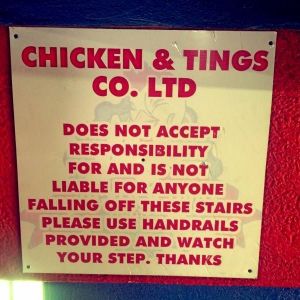 CHICKEN & TINGS
CO. LTD
DOES NOT ACCEPT
RESPONSIBILITY
FOR AND IS NOT
LIABLE FOR ANYONE
FALLING OFF THESE STAIRS
PLEASE USE HANDRAILS
PROVIDED AND WATCH
YOUR STEP. THANKS